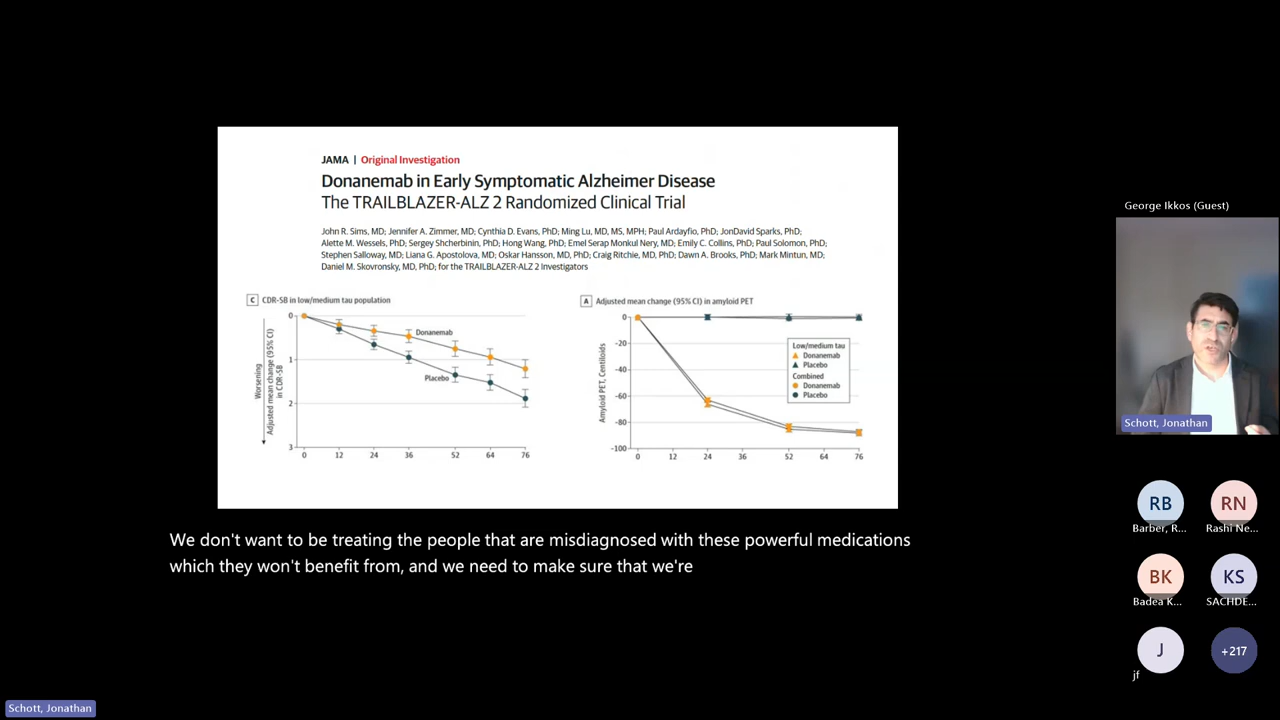 George Ikkos (Guest)
JAMA | Original Investigation
Donanemab in Early Symptomatic Alzheimer Disease
The TRAILBLAZER-ALZ 2 Randomized Clinical Trial
John R. Sims, MD; Jennifer A. Zimmer, MD; Cynthia D. Evans, PhD; Ming Lu, MD, MS, MPH; Paul Ardayfio, PhD; JonDavid Sparks, PhD;
Alette M. Wessels, PhD; Sergey Shcherbinin, PhD; Hong Wang, PhD; Emel Serap Monkul Nery, MD; Emily C. Collins, PhD; Paul Solomon, PhD;
Stephen Salloway, MD; Liana G. Apostolova, MD; Oskar Hansson, MD, PhD; Craig Ritchie, MD, PhD; Dawn A. Brooks, PhD; Mark Mintun, MD;
Daniel M. Skovronsky, MD, PhD; for the TRAILBLAZER-ALZ 2 Investigators
C CDR-SB in low/medium tau population
0
1
2
3
Worsening
Adjusted mean change (95% CI)
in CDR-SB
Donanemab
Placebo
0 12 24 36 52 64 76
A Adjusted mean change (95% CI) in amyloid PET
0
-20
-40
-60
-80
-100
Amyloid PET, Centiloids
Low/medium tau
Donanemab
Placebo
Combined
Donanemab
Placebo
0 12 24 36 52 64 76
Schott, Jonathan
RB
RN
Barber, R...
Rashi Ne...
BK
KS
Badea K...
SACHDE...
J
+217
jf
We don't want to be treating the people that are misdiagnosed with these powerful medications
which they won't benefit from, and we need to make sure that we're
Schott, Jonathan